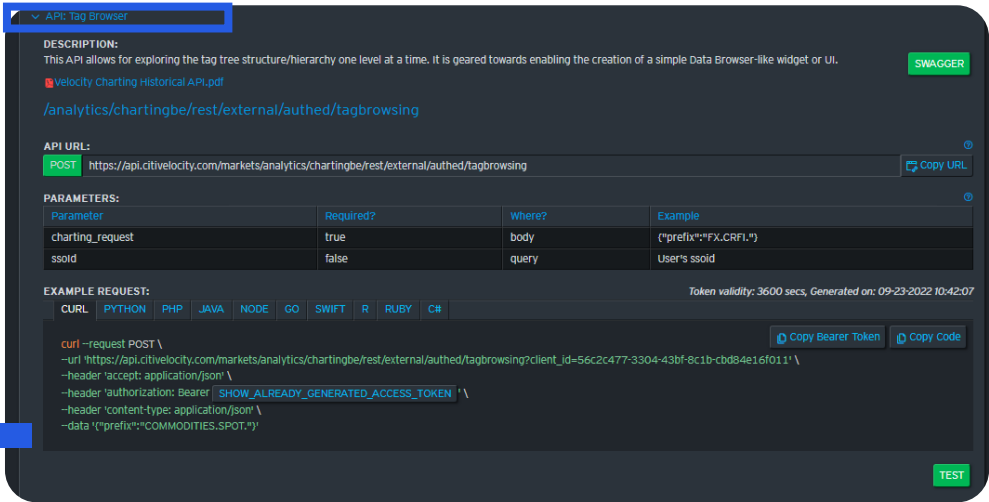 API: Tag Browser
DESCRIPTION:
This API allows for exploring the tag tree structure/hierarchy one level at a time. It is geared towards enabling the creation of a simple Data Browser-like widget or UI.
SWAGGER
Velocity Charting Historical API.pdf
/analytics/chartingbe/rest/external/authed/tagbrowsing
API URL:
POST https://api.citivelocity.com/markets/analytics/chartingbe/rest/external/authed/tagbrowsing Copy URL
PARAMETERS:
Parameter Required? Where? Example
charting_request true body {"prefix":"FX.CRFI."}
ssoId false query User's ssoid
EXAMPLE REQUEST: Token validity: 3600 secs, Generated on: 09-23-2022 10:42:07
CURL PYTHON PHP JAVA NODE GO SWIFT R RUBY C#
Copy Bearer Token Copy Code
curl --request POST \
--url 'https://api.citivelocity.com/markets/analytics/chartingbe/rest/external/authed/tagbrowsing?client_id=56c2c477-3304-43bf-8c1b-cbd84e16f011' \
--header 'accept: application/json' \
--header 'authorization: Bearer SHOW_ALREADY_GENERATED_ACCESS_TOKEN ' \
--header 'content-type: application/json' \
--data '{"prefix":"COMMODITIES.SPOT."}'
TEST